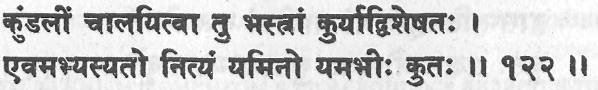 कुंडलीं चालयित्वा तु भस्त्रां कुर्याद्विशेषतः ।
एवमभ्यस्यतो नित्यं यमिनो यमभीः कुतः ॥ १२२ ॥